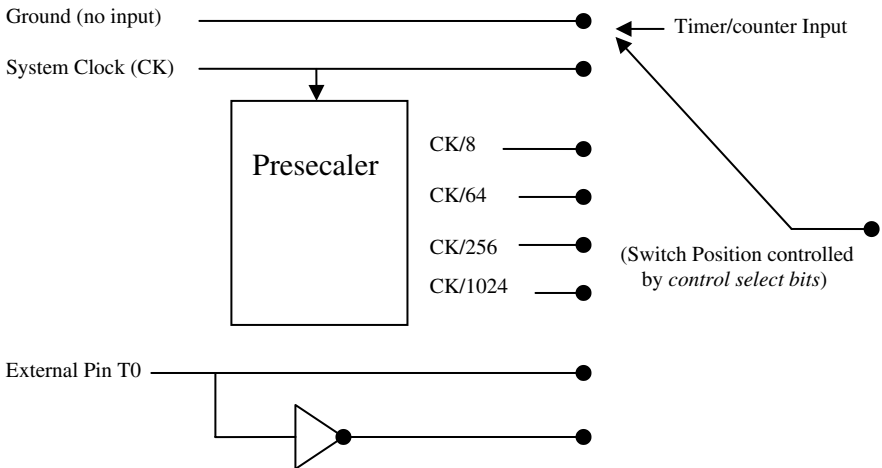 Ground (no input)
Timer/counter Input
System Clock (CK)
Presecaler
CK/8
CK/64
CK/256
CK/1024
(Switch Position controlled
by control select bits)
External Pin T0